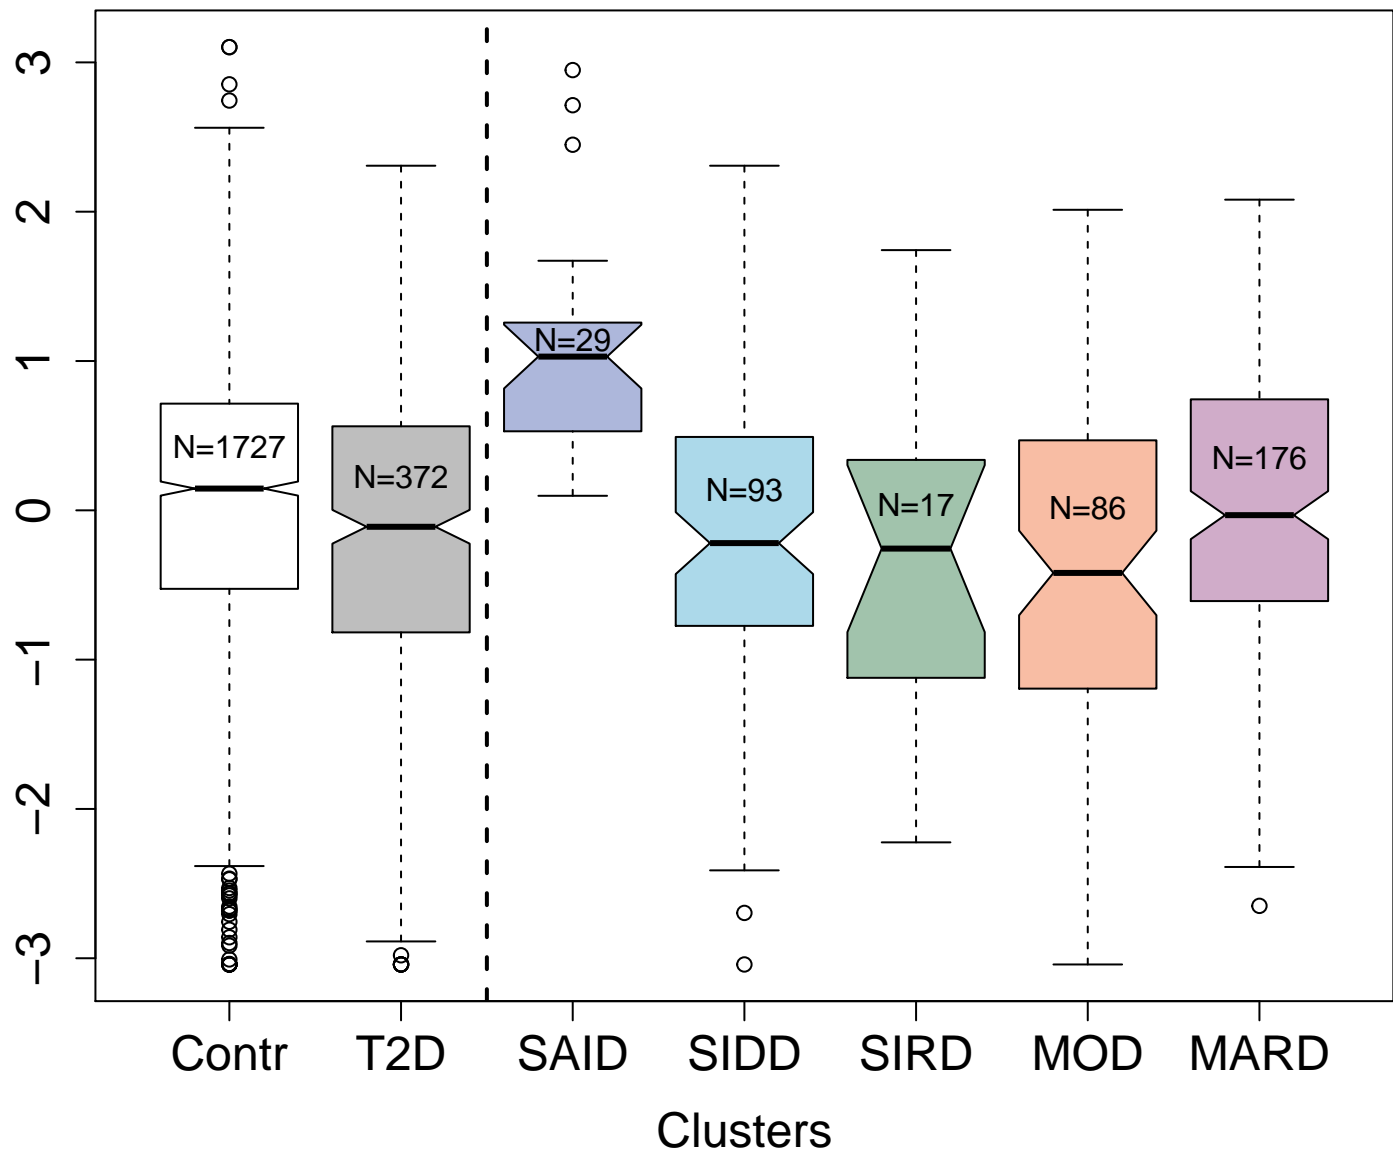 3
2
1
0
−1
−2
−3
N=1727
N=372
N=29
N=93
N=17
N=86
N=176
Contr T2D SAID SIDD SIRD MOD MARD
Clusters